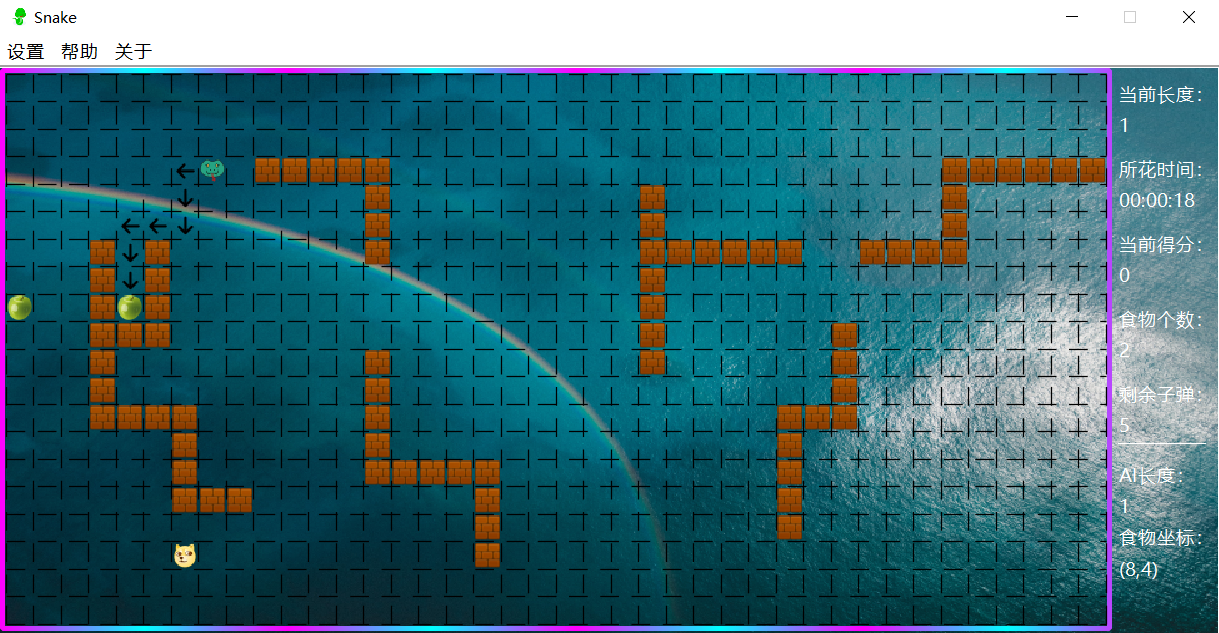 Snake
设置 帮助 关于
当前长度:
1
所花时间:
00:00:18
当前得分:
0
食物个数:
2
剩余子弹:
5
AI长度:
1
食物坐标:
(8,4)